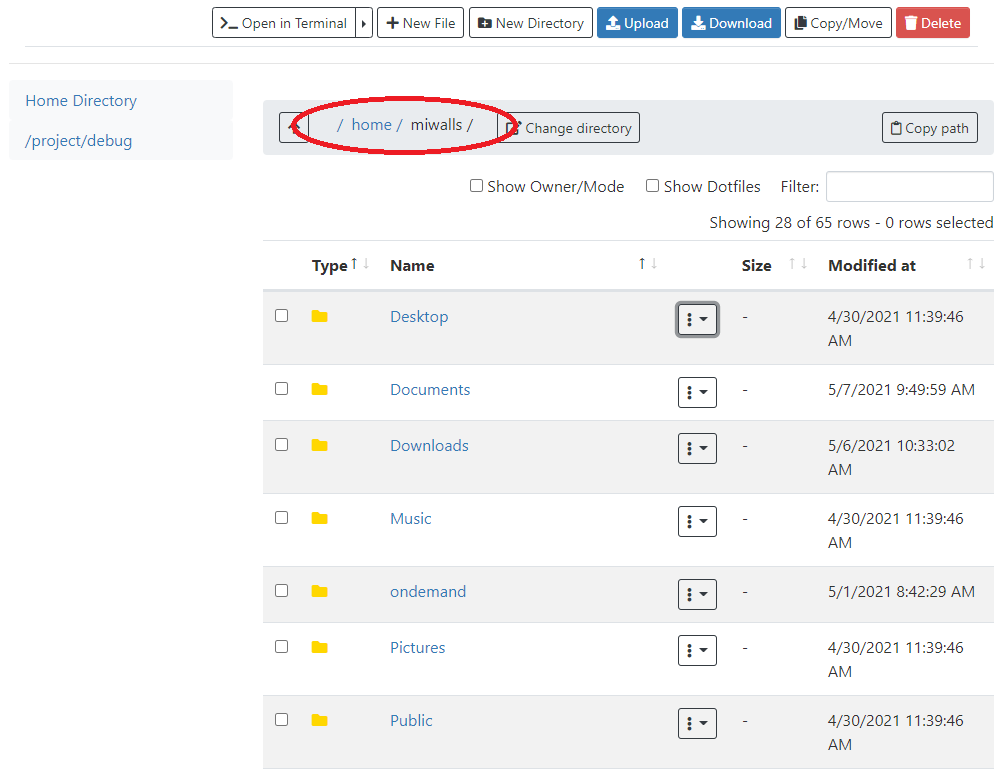 Open in Terminal New File New Directory Upload Download Copy/Move Delete
Home Directory
/project/debug
/ home / miwalls / Change directory Copy path
Show Owner/Mode Show Dotfiles Filter:
Showing 28 of 65 rows - 0 rows selected
Type Name Size Modified at
Desktop - 4/30/2021 11:39:46
AM
Documents - 5/7/2021 9:49:59 AM
Downloads - 5/6/2021 10:33:02
AM
Music - 4/30/2021 11:39:46
AM
ondemand - 5/1/2021 8:42:29 AM
Pictures - 4/30/2021 11:39:46
AM
Public - 4/30/2021 11:39:46
AM